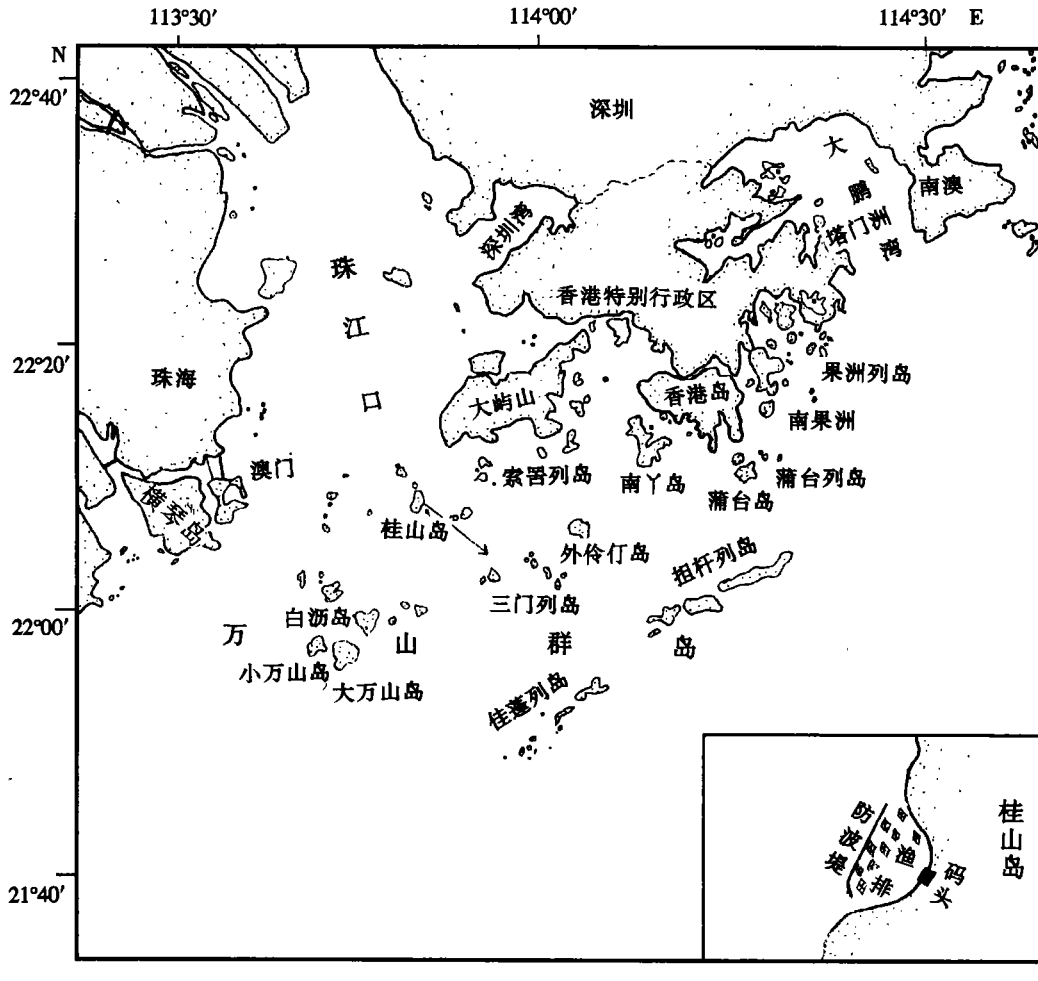 113°30′
114°00′
114°30′ E
N
22°40′
22°20′
22°00′
21°40′
深圳
大鹏湾
南澳
塔门洲
深圳湾
珠江口
香港特别行政区
珠海
大屿山
香港岛
果洲列岛
南果洲
澳门
索罟列岛
南丫岛
蒲台列岛
蒲台岛
横琴岛
桂山岛
外伶仃岛
担杆列岛
三门列岛
白沥岛
万山群岛
小万山岛
大万山岛
佳蓬列岛
防波堤
渔排
码头
桂山岛